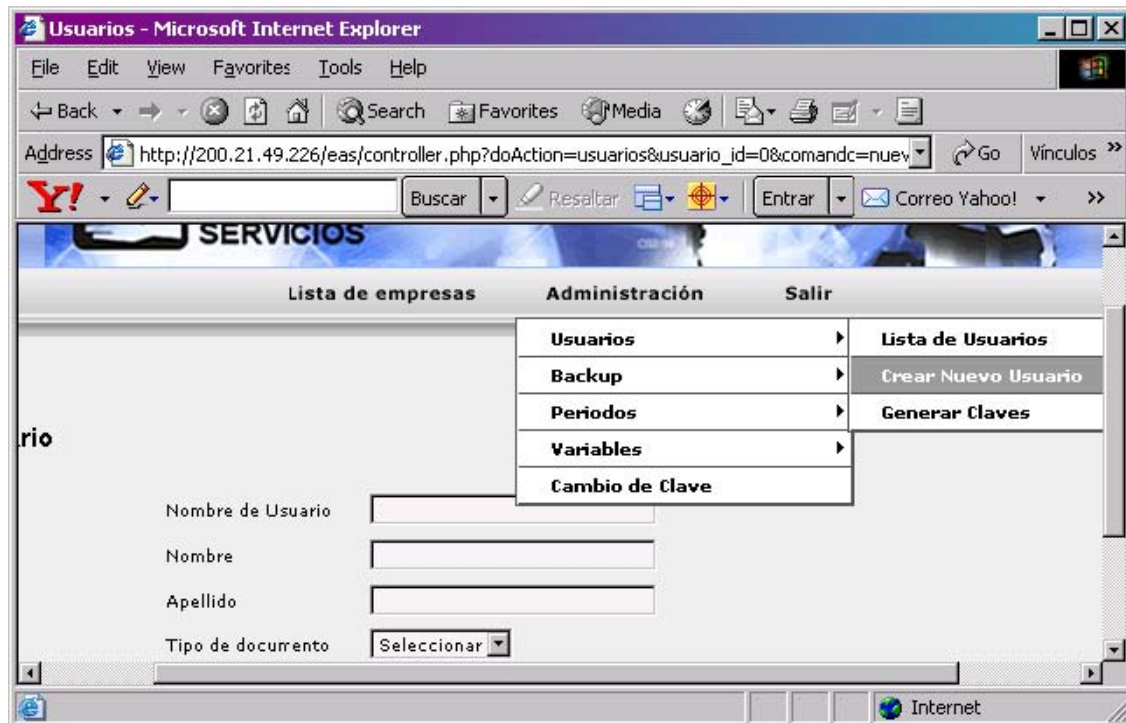 Usuarios - Microsoft Internet Explorer
File Edit View Favorites Tools Help
Back Search Favorites Media
Address http://200.21.49.226/eas/controller.php?doAction=usuarios&usuario_id=0&comando=nuev Go Vínculos »
Y! Buscar Resaltar Entrar Correo Yahoo! »
SERVICIOS
Lista de empresas Administración Salir
Usuarios Lista de Usuarios
Backup Crear Nuevo Usuario
Periodos Generar Claves
rio
Variables
Cambio de Clave
Nombre de Usuario
Nombre
Apellido
Tipo de documento Seleccionar
Internet